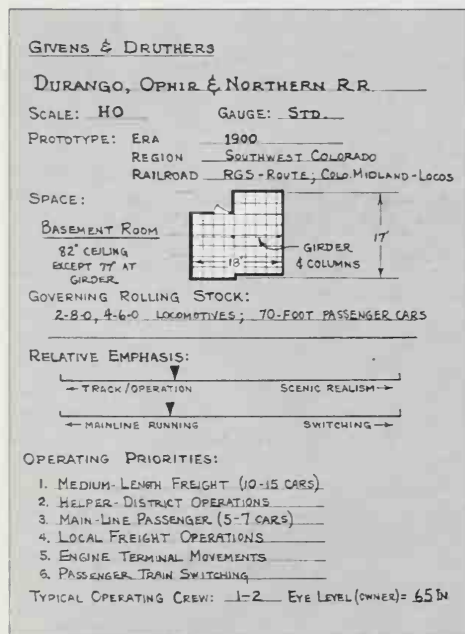 GIVENS & DRUTHERS
DURANGO, OPHIR & NORTHERN R.R.
SCALE: HO GAUGE: STD
PROTOTYPE: ERA 1900
REGION SOUTHWEST COLORADO
RAILROAD RGS-ROUTE; COLO. MIDLAND-LOCOS
SPACE:
BASEMENT ROOM
82" CEILING
EXCEPT 77" AT
GIRDER
18'
GIRDER
& COLUMNS
17'
GOVERNING ROLLING STOCK:
2-8-0, 4-6-0 LOCOMOTIVES; 70-FOOT PASSENGER CARS
RELATIVE EMPHASIS:
← TRACK/OPERATION SCENIC REALISM →
← MAINLINE RUNNING SWITCHING →
OPERATING PRIORITIES:
1. MEDIUM-LENGTH FREIGHT (10-15 CARS)
2. HELPER-DISTRICT OPERATIONS
3. MAIN-LINE PASSENGER (5-7 CARS)
4. LOCAL FREIGHT OPERATIONS
5. ENGINE TERMINAL MOVEMENTS
6. PASSENGER TRAIN SWITCHING
TYPICAL OPERATING CREW: 1-2 EYE LEVEL (OWNER) = 65 IN